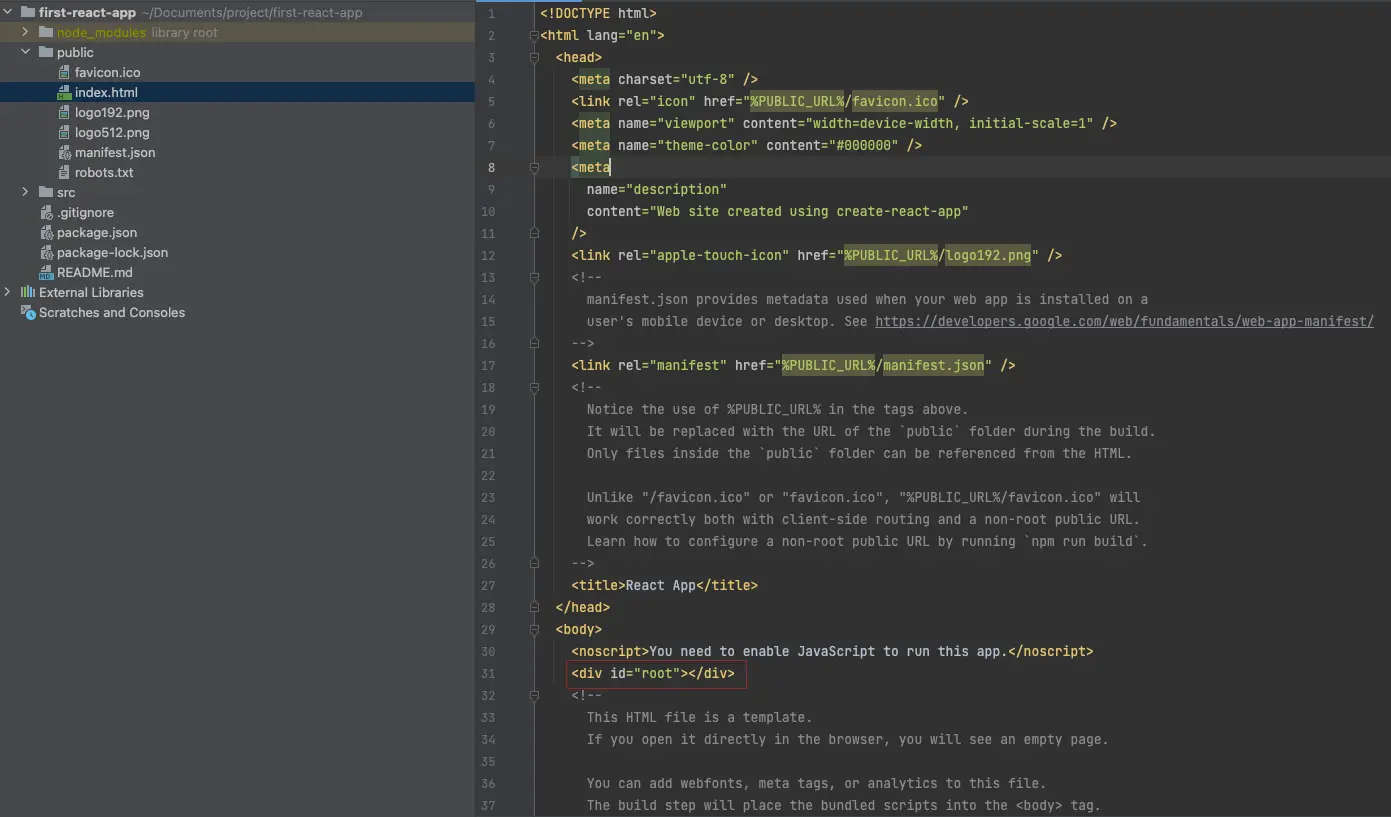 first-react-app ~/Documents/project/first-react-app
node_modules library root
public
favicon.ico
index.html
logo192.png
logo512.png
manifest.json
robots.txt
src
.gitignore
package.json
package-lock.json
README.md
External Libraries
Scratches and Consoles
1 <!DOCTYPE html>
2 <html lang="en">
3 <head>
4 <meta charset="utf-8" />
5 <link rel="icon" href="%PUBLIC_URL%/favicon.ico" />
6 <meta name="viewport" content="width=device-width, initial-scale=1" />
7 <meta name="theme-color" content="#000000" />
8 <meta
9 name="description"
10 content="Web site created using create-react-app"
11 />
12 <link rel="apple-touch-icon" href="%PUBLIC_URL%/logo192.png" />
13 <!--
14 manifest.json provides metadata used when your web app is installed on a
15 user's mobile device or desktop. See https://developers.google.com/web/fundamentals/web-app-manifest/
16 -->
17 <link rel="manifest" href="%PUBLIC_URL%/manifest.json" />
18 <!--
19 Notice the use of %PUBLIC_URL% in the tags above.
20 It will be replaced with the URL of the `public` folder during the build.
21 Only files inside the `public` folder can be referenced from the HTML.
22
23 Unlike "/favicon.ico" or "favicon.ico", "%PUBLIC_URL%/favicon.ico" will
24 work correctly both with client-side routing and a non-root public URL.
25 Learn how to configure a non-root public URL by running `npm run build`.
26 -->
27 <title>React App</title>
28 </head>
29 <body>
30 <noscript>You need to enable JavaScript to run this app.</noscript>
31 <div id="root"></div>
32 <!--
33 This HTML file is a template.
34 If you open it directly in the browser, you will see an empty page.
35
36 You can add webfonts, meta tags, or analytics to this file.
37 The build step will place the bundled scripts into the <body> tag.